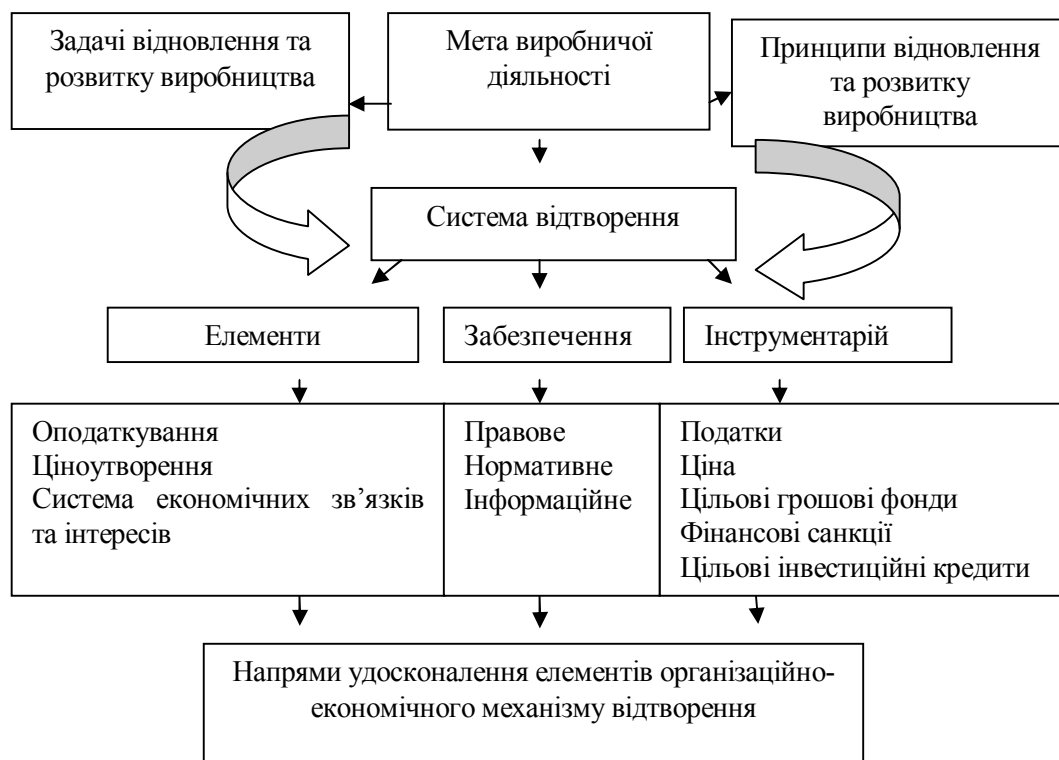 Задачі відновлення та
розвитку виробництва
Мета виробничої
діяльності
Принципи відновлення
та розвитку
виробництва
Система відтворення
Елементи
Забезпечення
Інструментарій
Оподаткування
Ціноутворення
Система економічних зв’язків
та інтересів
Правове
Нормативне
Інформаційне
Податки
Ціна
Цільові грошові фонди
Фінансові санкції
Цільові інвестиційні кредити
Напрями удосконалення елементів організаційно-
економічного механізму відтворення